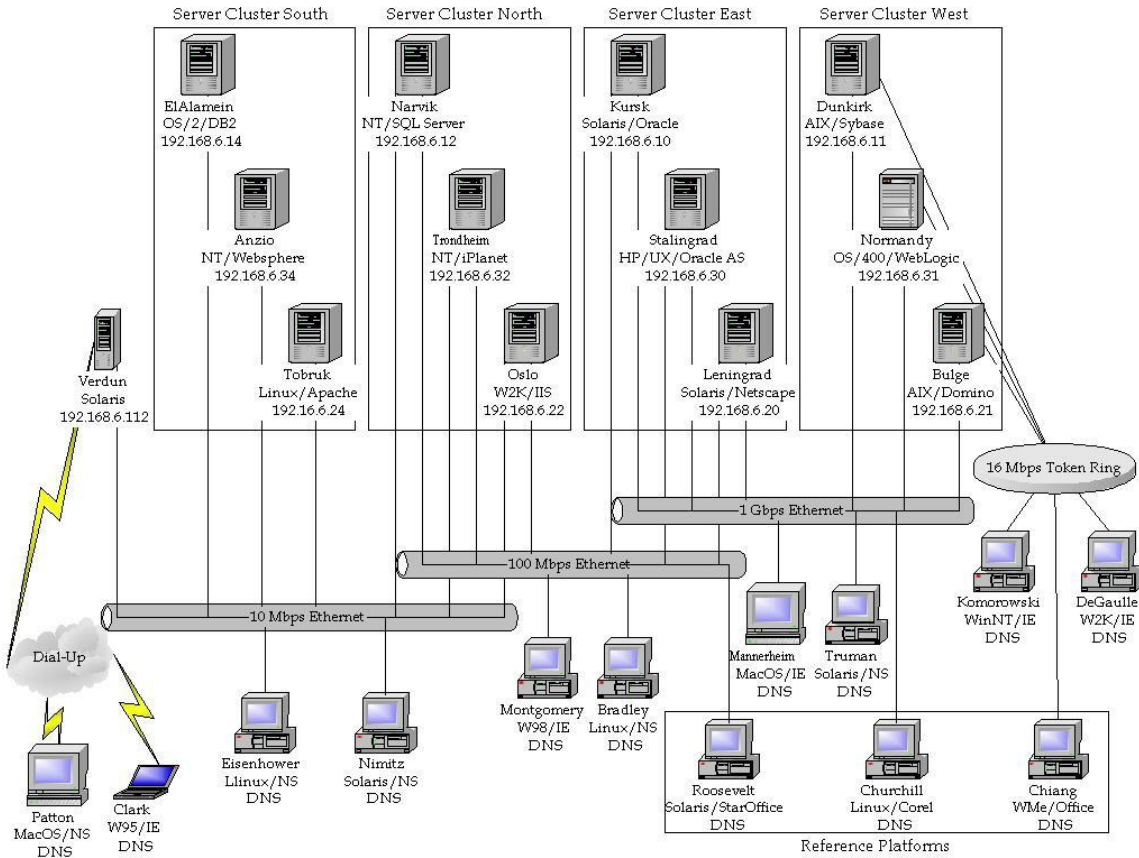 Server Cluster South
Server Cluster North
Server Cluster East
Server Cluster West
ElAlamein
OS/2/DB2
192.168.6.14
Narvik
NT/SQL Server
192.168.6.12
Kursk
Solaris/Oracle
192.168.6.10
Dunkirk
AIX/Sybase
192.168.6.11
Anzio
NT/Websphere
192.168.6.34
Trondheim
NT/iPlanet
192.168.6.32
Stalingrad
HP/UX/Oracle AS
192.168.6.30
Normandy
OS/400/WebLogic
192.168.6.31
Verdun
Solaris
192.168.6.112
Tobruk
Linux/Apache
192.16.6.24
Oslo
W2K/IIS
192.168.6.22
Leningrad
Solaris/Netscape
192.168.6.20
Bulge
AIX/Domino
192.168.6.21
16 Mbps Token Ring
1 Gbps Ethernet
100 Mbps Ethernet
10 Mbps Ethernet
Dial-Up
Komorowski
WinNT/IE
DNS
DeGaulle
W2K/IE
DNS
Mannerheim
MacOS/IE
DNS
Truman
Solaris/NS
DNS
Montgomery
W98/IE
DNS
Bradley
Linux/NS
DNS
Eisenhower
Llinux/NS
DNS
Nimitz
Solaris/NS
DNS
Patton
MacOS/NS
DNS
Clark
W95/IE
DNS
Roosevelt
Solaris/StarOffice
DNS
Churchill
Linux/Corel
DNS
Chiang
WMe/Office
DNS
Reference Platforms